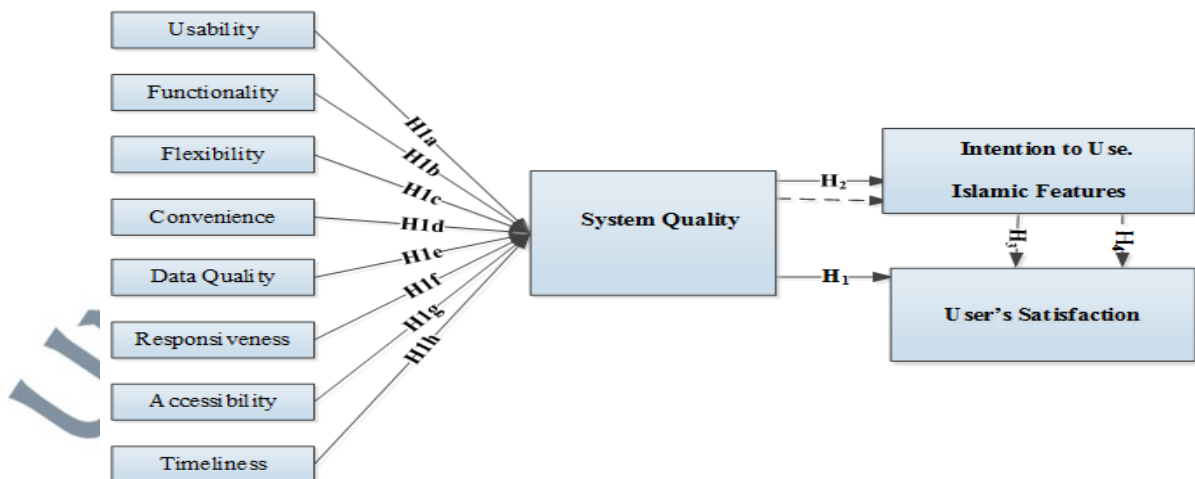 Usability
Functionality
Flexibility
Convenience
Data Quality
Responsiveness
Accessibility
Timeliness
H1a
H1b
H1c
H1d
H1e
H1f
H1g
H1h
System Quality
H₂
H₁
Intention to Use.
Islamic Features
H₃
H₄
User’s Satisfaction